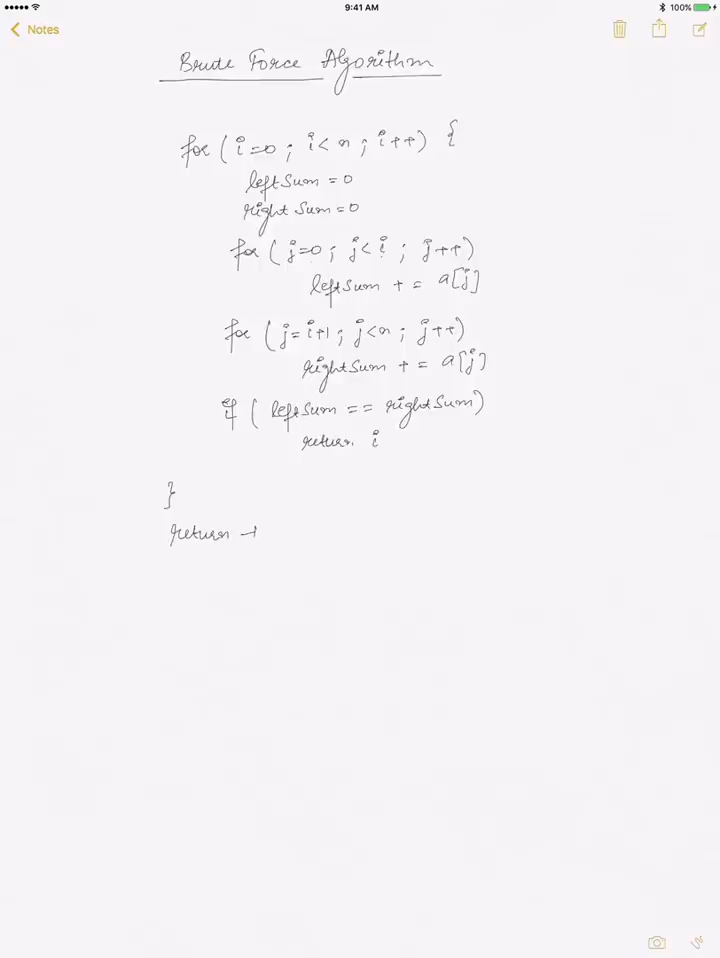 9:41 AM
100%
Notes
Brute Force Algorithm
for (i=0 ; i<n ; i++) {
leftSum = 0
rightSum = 0
for (j=0 ; j<i ; j++)
leftSum += a[j]
for (j=i+1 ; j<n ; j++)
rightSum += a[j]
if (leftSum == rightSum)
return i
}
return -1